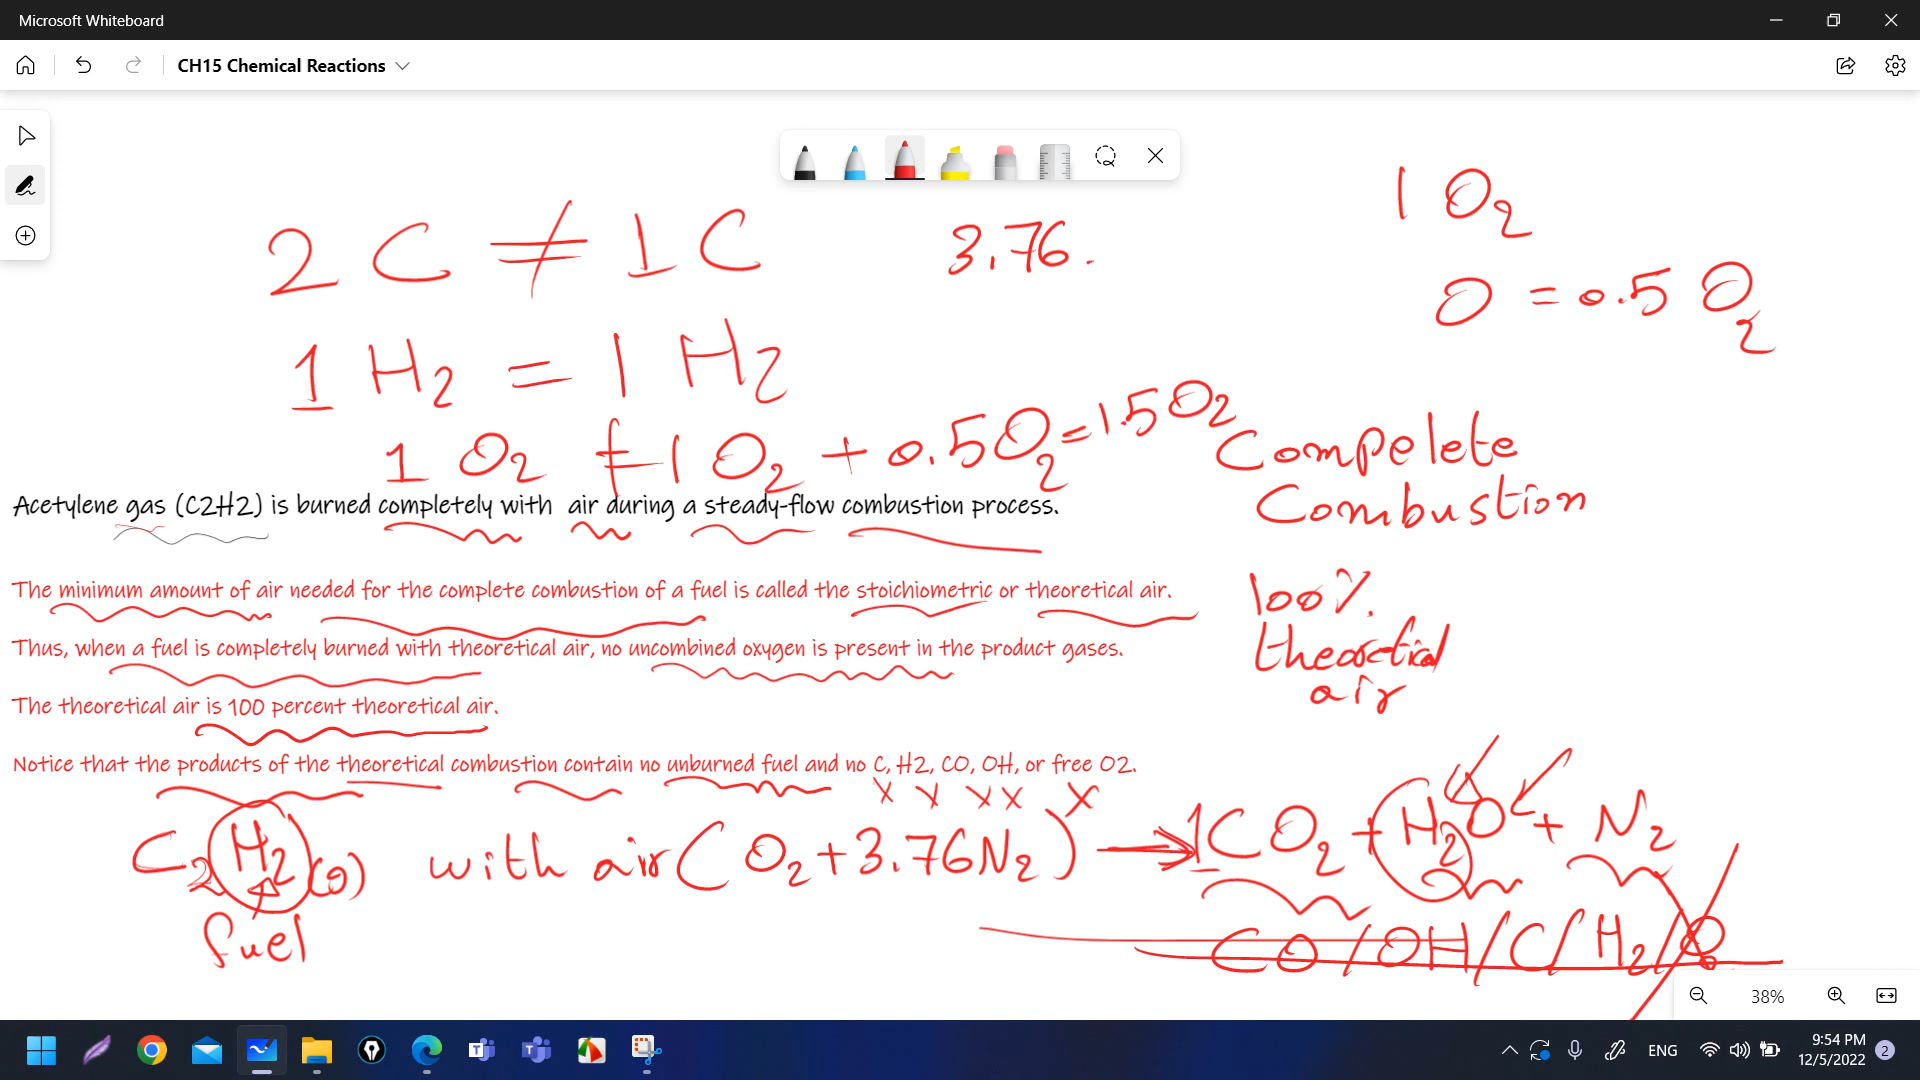 Microsoft Whiteboard
CH15 Chemical Reactions
2 C ≠ 1 C
3.76.
1 O2
O = 0.5 O2
1 H2 = 1 H2
1 O2 ≠ 1 O2 + 0.5O2 = 1.5O2
Compelete
Combustion
Acetylene gas (C2H2) is burned completely with air during a steady-flow combustion process.
The minimum amount of air needed for the complete combustion of a fuel is called the stoichiometric or theoretical air.
100%
theoretical
air
Thus, when a fuel is completely burned with theoretical air, no uncombined oxygen is present in the product gases.
The theoretical air is 100 percent theoretical air.
Notice that the products of the theoretical combustion contain no unburned fuel and no C, H2, CO, OH, or free O2.
X X X X X
C2H2(g) with air (O2+3.76N2) → 1CO2 + H2O + N2
fuel
CO/OH/C/H2/O
38%
ENG
9:54 PM
12/5/2022
2